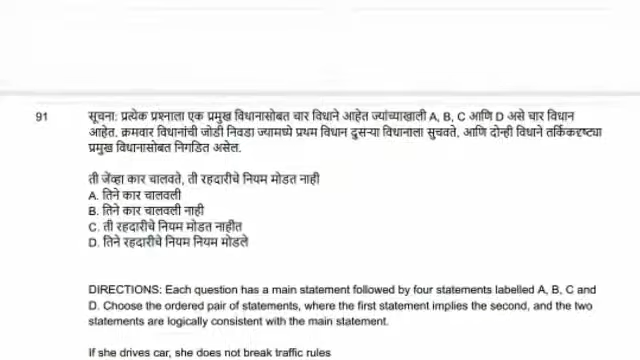 91
सूचना: प्रत्येक प्रश्नाला एक प्रमुख विधानासोबत चार विधाने आहेत ज्यांच्याखाली A, B, C आणि D असे चार विधान
आहेत. क्रमवार विधानांची जोडी निवडा ज्यामध्ये प्रथम विधान दुसऱ्या विधानाला सुचवते, आणि दोन्ही विधाने तर्किकदृष्ट्या
प्रमुख विधानासोबत निगडित असेल.
ती जेंव्हा कार चालवते, ती रहदारीचे नियम मोडत नाही
A. तिने कार चालवली
B. तिने कार चालवली नाही
C. ती रहदारीचे नियम मोडत नाहीत
D. तिने रहदारीचे नियम नियम मोडले
DIRECTIONS: Each question has a main statement followed by four statements labelled A, B, C and
D. Choose the ordered pair of statements, where the first statement implies the second, and the two
statements are logically consistent with the main statement.
If she drives car, she does not break traffic rules